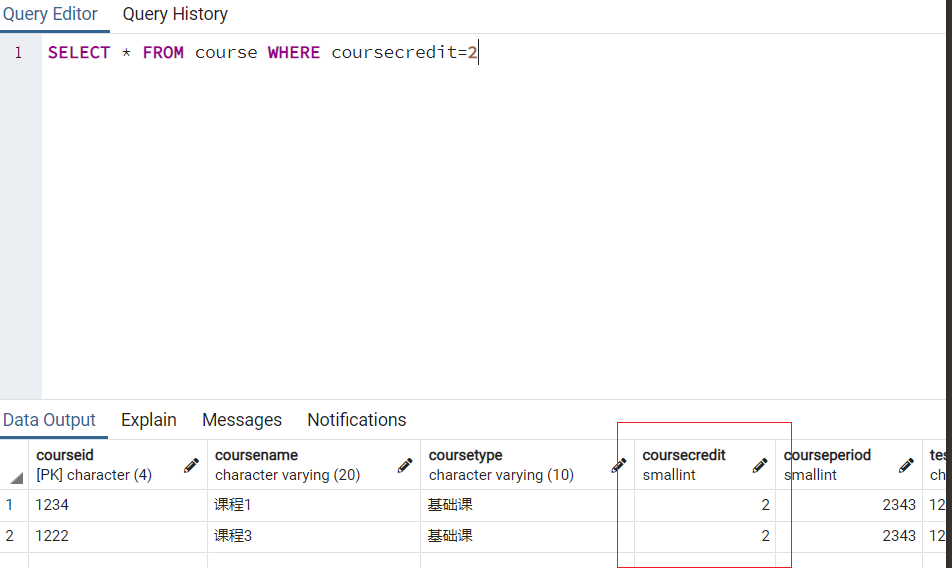 Query Editor Query History
1 SELECT * FROM course WHERE coursecredit=2
Data Output Explain Messages Notifications
courseid coursename coursetype coursecredit courseperiod
[PK] character (4) character varying (20) character varying (10) smallint smallint
1 1234 课程1 基础课 2 2343 12
2 1222 课程3 基础课 2 2343 12